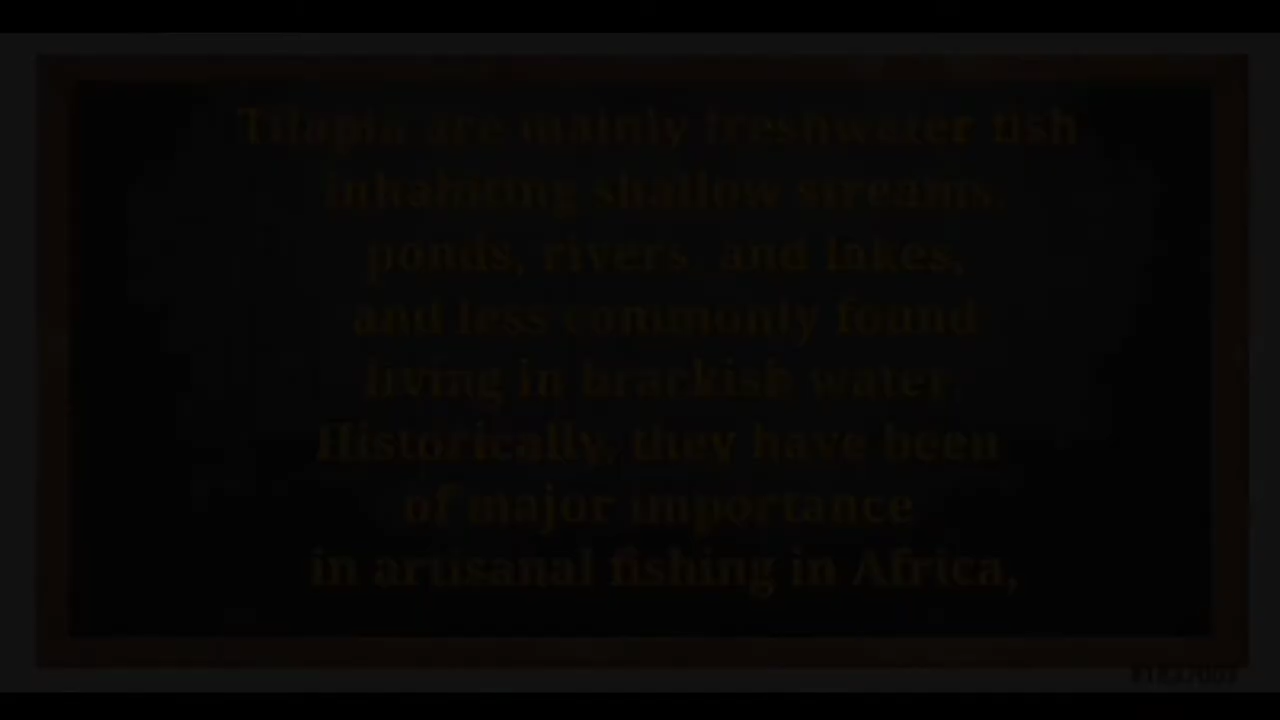 Tilapia are mainly freshwater fish
inhabiting shallow streams,
ponds, rivers, and lakes,
and less commonly found
living in brackish water.
Historically, they have been
of major importance
in artisanal fishing in Africa,